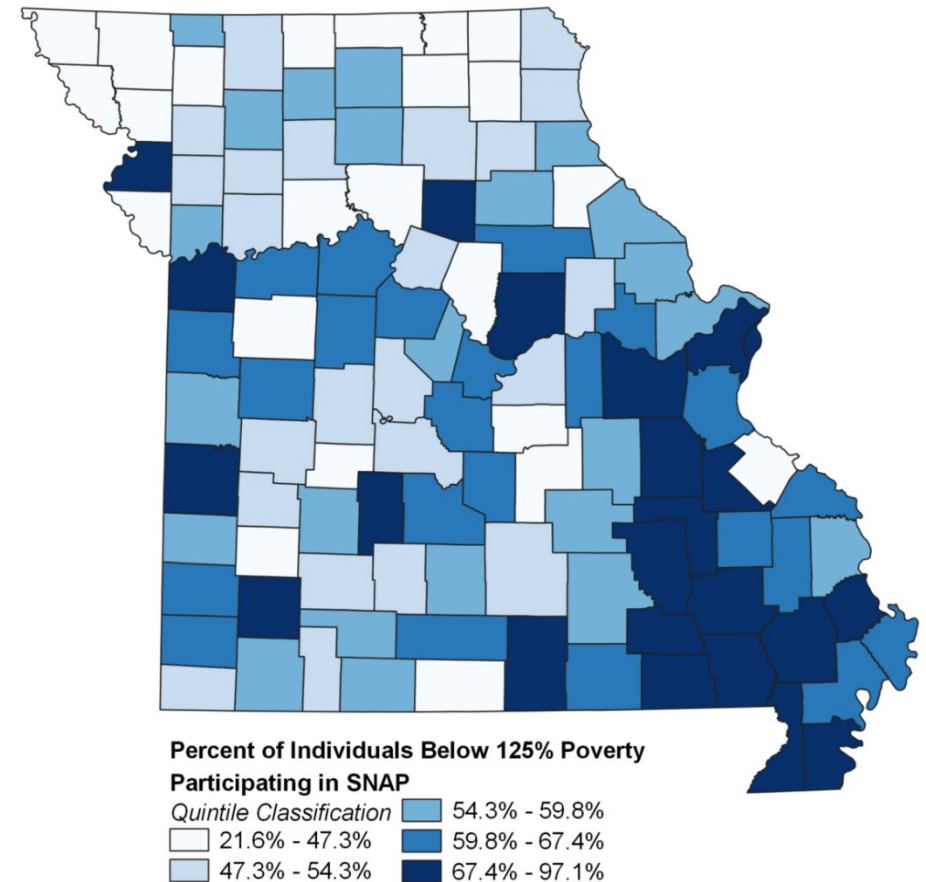 Percent of Individuals Below 125% Poverty
Participating in SNAP
Quintile Classification
21.6% - 47.3%
47.3% - 54.3%
54.3% - 59.8%
59.8% - 67.4%
67.4% - 97.1%